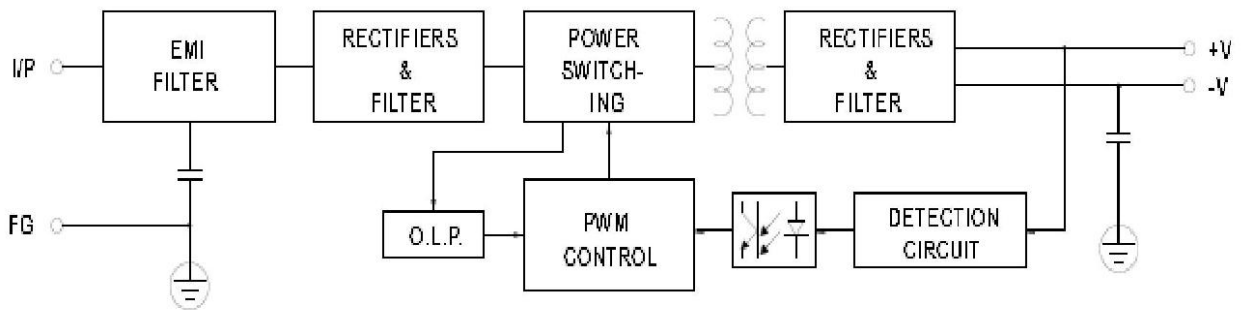 I/P
EMI
FILTER
RECTIFIERS
&
FILTER
POWER
SWITCH-
ING
RECTIFIERS
&
FILTER
+V
-V
FG
O.L.P.
PWM
CONTROL
DETECTION
CIRCUIT